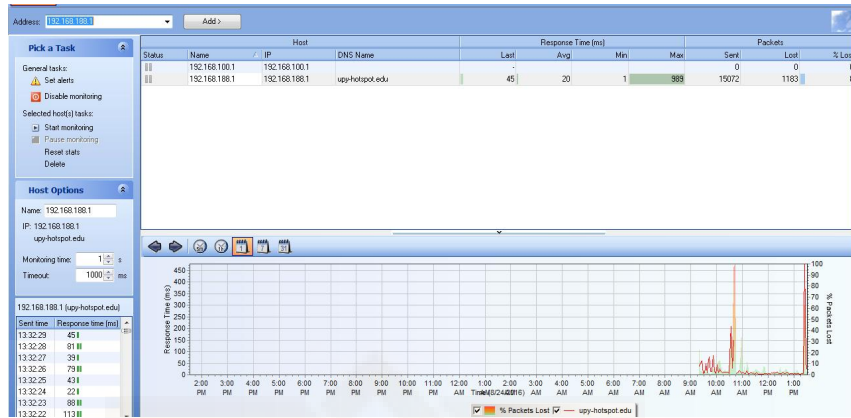 Address: 192.168.188.1 Add >
Pick a Task
General tasks:
Set alerts
Disable monitoring
Selected host(s) tasks:
Start monitoring
Pause monitoring
Reset stats
Delete
Host Options
Name: 192.168.188.1
IP: 192.168.188.1
upy-hotspot.edu
Monitoring time: 1 s
Timeout: 1000 ms
192.168.188.1 (upy-hotspot.edu)
Sent time Response time (ms)
13:32:29 45
13:32:28 81
13:32:27 39
13:32:26 79
13:32:25 43
13:32:24 22
13:32:23 88
13:32:22 113
Host Response Time (ms) Packets
Status Name IP DNS Name Last Avg Min Max Sent Lost % Los
192.168.100.1 192.168.100.1 - 0 0
192.168.188.1 192.168.188.1 upy-hotspot.edu 45 20 1 989 15072 1183
1 7 31
Response Time (ms)
450
400
350
300
250
200
150
100
50
0
100
90
80
70
60
50
40
30
20
10
0
% Packets Lost
2:00 PM 3:00 PM 4:00 PM 5:00 PM 6:00 PM 7:00 PM 8:00 PM 9:00 PM 10:00 PM 11:00 PM 12:00 AM 1:00 AM 2:00 AM 3:00 AM 4:00 AM 5:00 AM 6:00 AM 7:00 AM 8:00 AM 9:00 AM 10:00 AM 11:00 AM 12:00 PM 1:00 PM
% Packets Lost upy-hotspot.edu